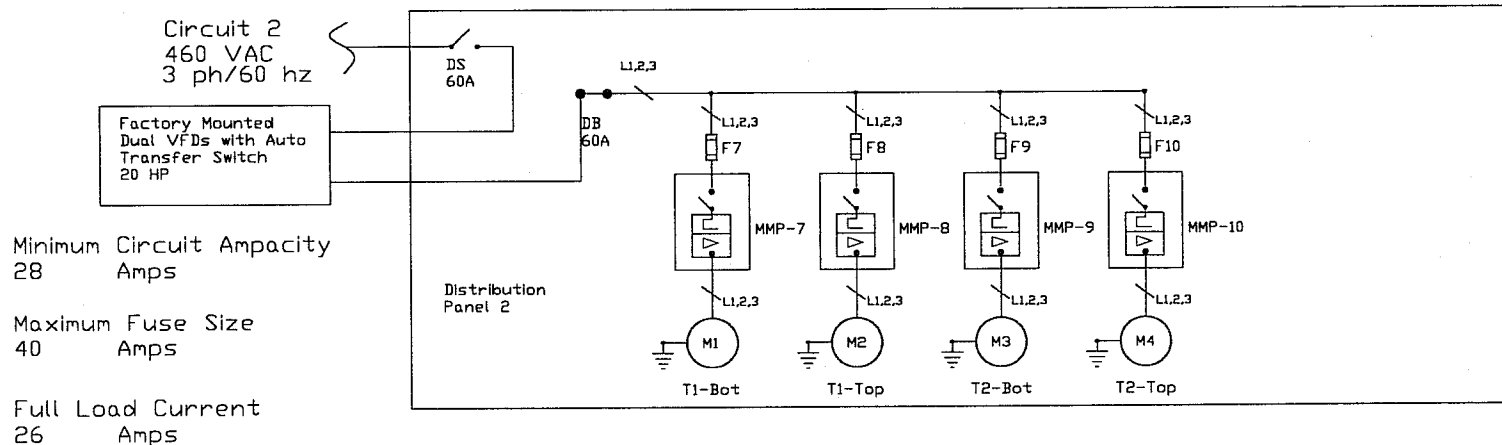 Circuit 2
460 VAC
3 ph/60 hz
DS
60A
L1,2,3
Factory Mounted
Dual VFDs with Auto
Transfer Switch
20 HP
DB
60A
L1,2,3
L1,2,3
L1,2,3
L1,2,3
F7
F8
F9
F10
MMP-7
MMP-8
MMP-9
MMP-10
Minimum Circuit Ampacity
28 Amps
Distribution
Panel 2
L1,2,3
L1,2,3
L1,2,3
L1,2,3
Maximum Fuse Size
40 Amps
M1
M2
M3
M4
T1-Bot
T1-Top
T2-Bot
T2-Top
Full Load Current
26 Amps